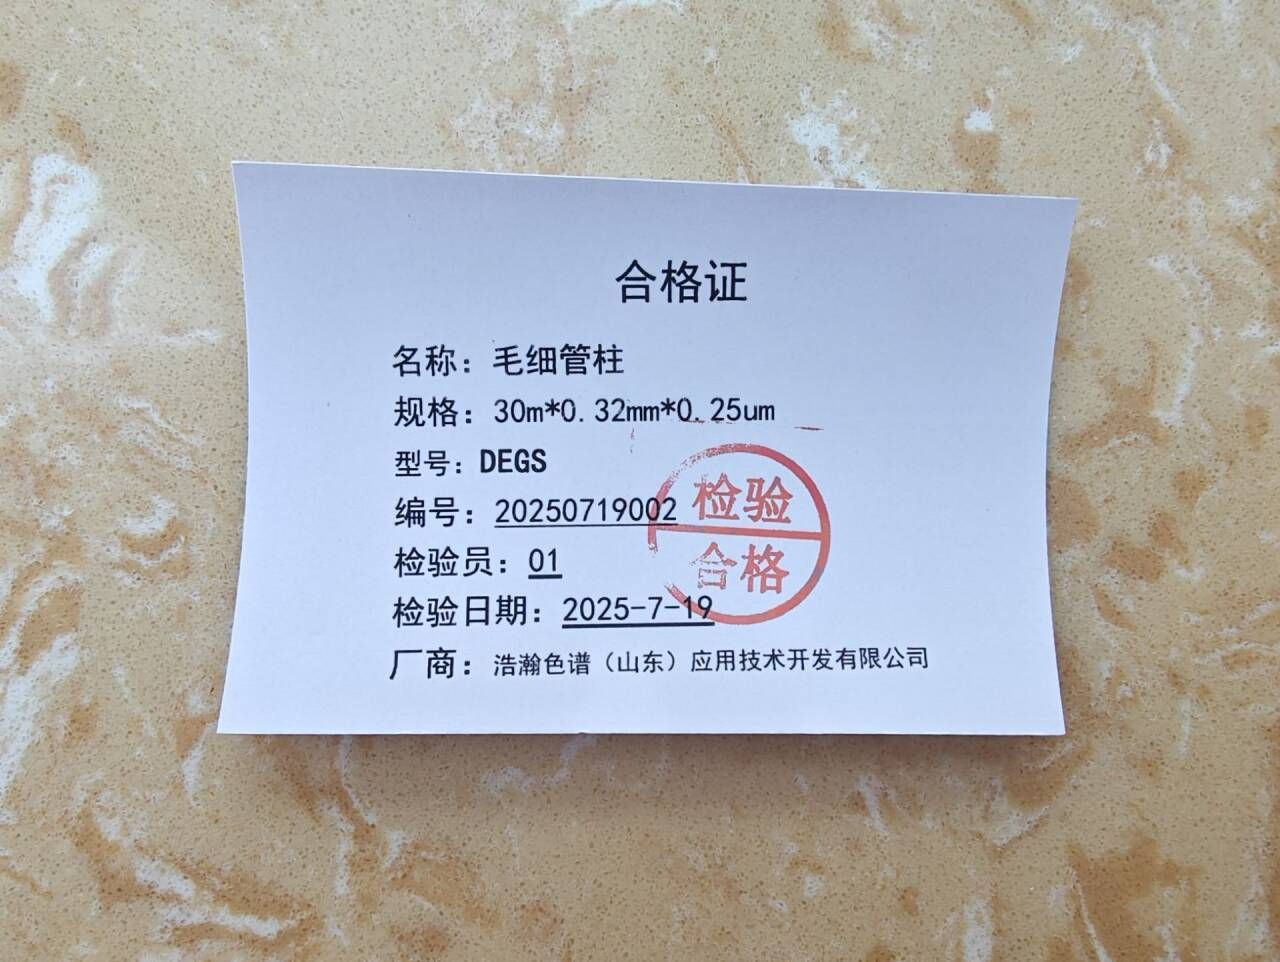 合格证
名称：毛细管柱
规格：30m*0.32mm*0.25um
型号：DEGS
编号：20250719002
检验员：01
检验日期：2025-7-19
厂商：浩瀚色谱（山东）应用技术开发有限公司
检验
合格